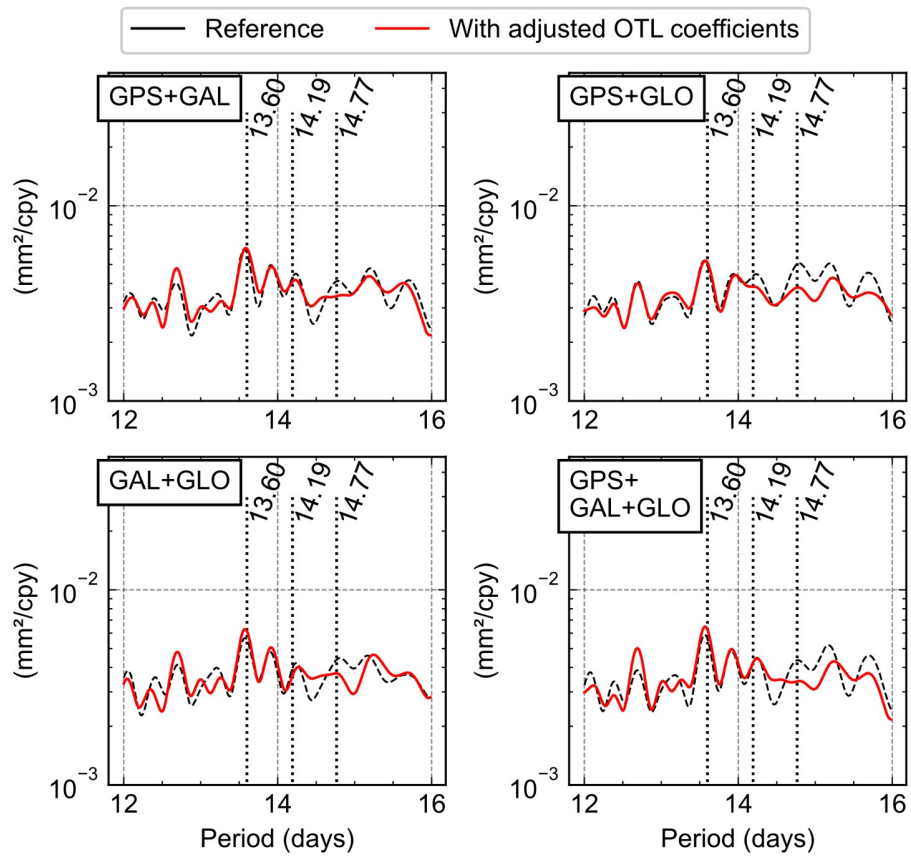 Reference
With adjusted OTL coefficients
GPS+GAL
13.60
14.19
14.77
(mm²/cpy)
10⁻²
10⁻³
12
14
16
GPS+GLO
13.60
14.19
14.77
(mm²/cpy)
10⁻²
10⁻³
12
14
16
GAL+GLO
13.60
14.19
14.77
(mm²/cpy)
10⁻²
10⁻³
12
14
16
Period (days)
GPS+
GAL+GLO
13.60
14.19
14.77
(mm²/cpy)
10⁻²
10⁻³
12
14
16
Period (days)